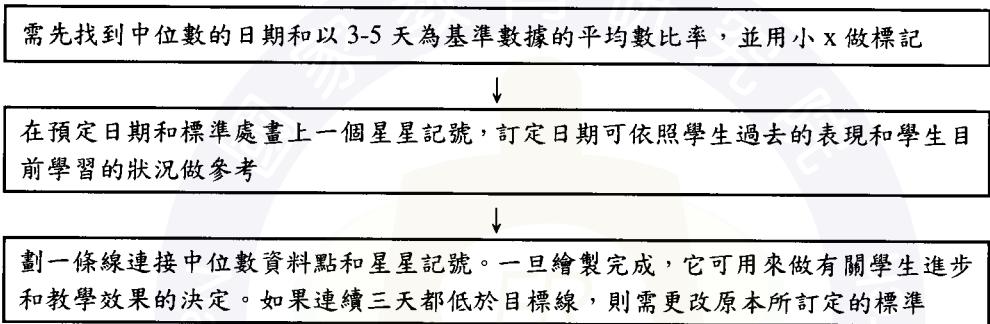 需先找到中位數的日期和以 3-5 天為基準數據的平均數比率，並用小 x 做標記
↓
在預定日期和標準處畫上一個星星記號，訂定日期可依照學生過去的表現和學生目
前學習的狀況做參考
↓
劃一條線連接中位數資料點和星星記號。一旦繪製完成，它可用來做有關學生進步
和教學效果的決定。如果連續三天都低於目標線，則需更改原本所訂定的標準